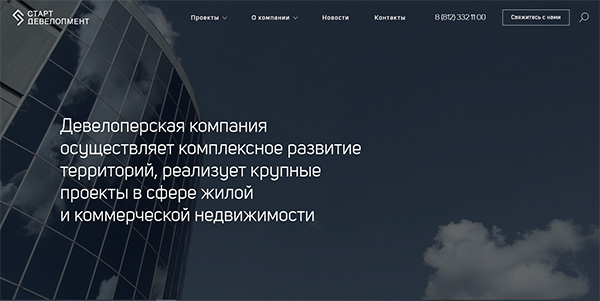 СТАРТ
ДЕВЕЛОПМЕНТ
Проекты
О компании
Новости
Контакты
8 (812) 332 11 00
Свяжитесь с нами
Девелоперская компания
осуществляет комплексное развитие
территорий, реализует крупные
проекты в сфере жилой
и коммерческой недвижимости